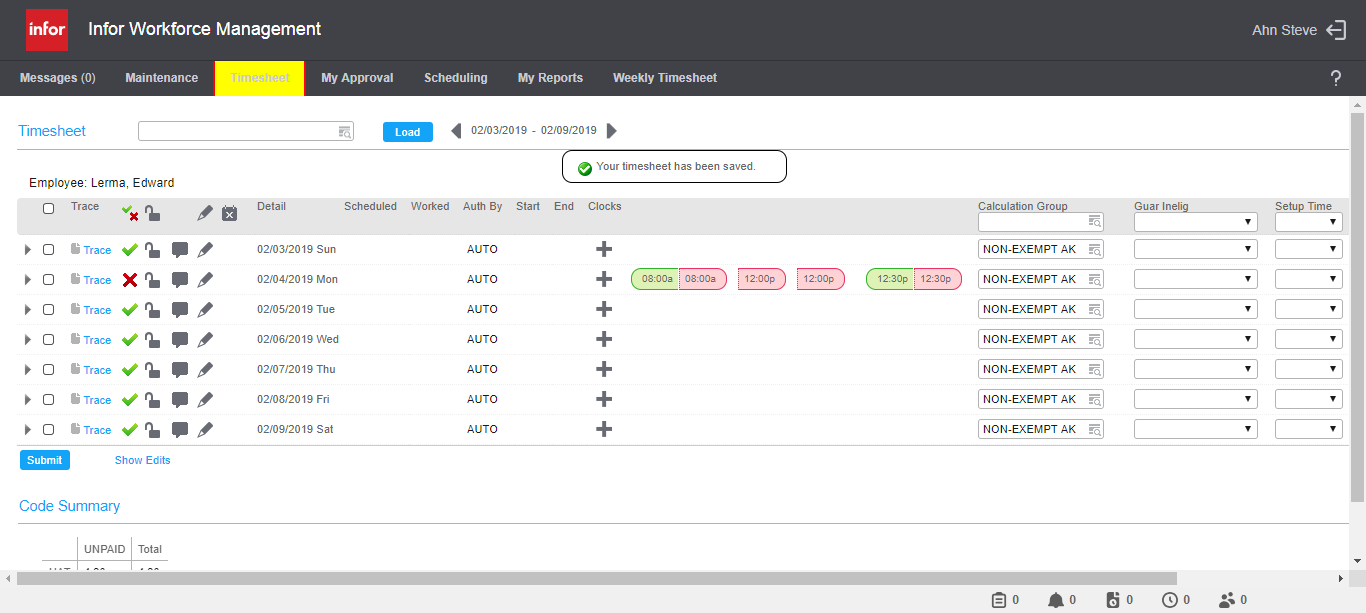 infor Infor Workforce Management Ahn Steve
Messages (0) Maintenance Timesheet My Approval Scheduling My Reports Weekly Timesheet ?
Timesheet Load 02/03/2019 - 02/09/2019
Your timesheet has been saved.
Employee: Lerma, Edward
Trace Detail Scheduled Worked Auth By Start End Clocks Calculation Group Guar Inelig Setup Time
Trace 02/03/2019 Sun AUTO NON-EXEMPT AK
Trace 02/04/2019 Mon AUTO 08:00a 08:00a 12:00p 12:00p 12:30p 12:30p NON-EXEMPT AK
Trace 02/05/2019 Tue AUTO NON-EXEMPT AK
Trace 02/06/2019 Wed AUTO NON-EXEMPT AK
Trace 02/07/2019 Thu AUTO NON-EXEMPT AK
Trace 02/08/2019 Fri AUTO NON-EXEMPT AK
Trace 02/09/2019 Sat AUTO NON-EXEMPT AK
Submit Show Edits
Code Summary
UNPAID Total
0 0 0 0 0